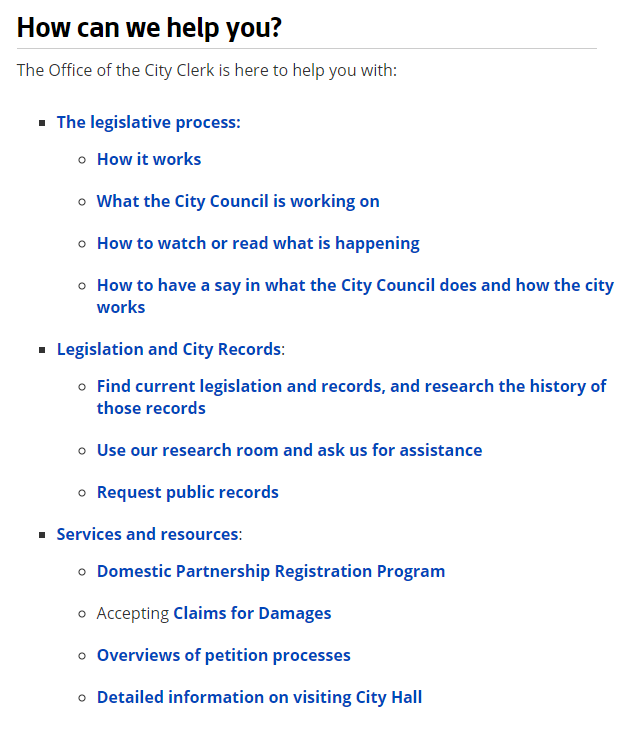 How can we help you?
The Office of the City Clerk is here to help you with:
The legislative process:
How it works
What the City Council is working on
How to watch or read what is happening
How to have a say in what the City Council does and how the city
works
Legislation and City Records:
Find current legislation and records, and research the history of
those records
Use our research room and ask us for assistance
Request public records
Services and resources:
Domestic Partnership Registration Program
Accepting Claims for Damages
Overviews of petition processes
Detailed information on visiting City Hall